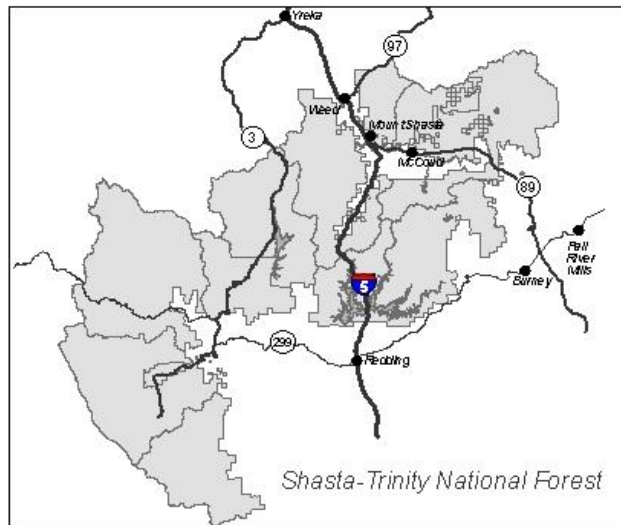 Yreka
97
Weed
Mount Shasta
3
McCloud
89
Fall
River
Mills
Burney
5
299
Redding
Shasta-Trinity National Forest